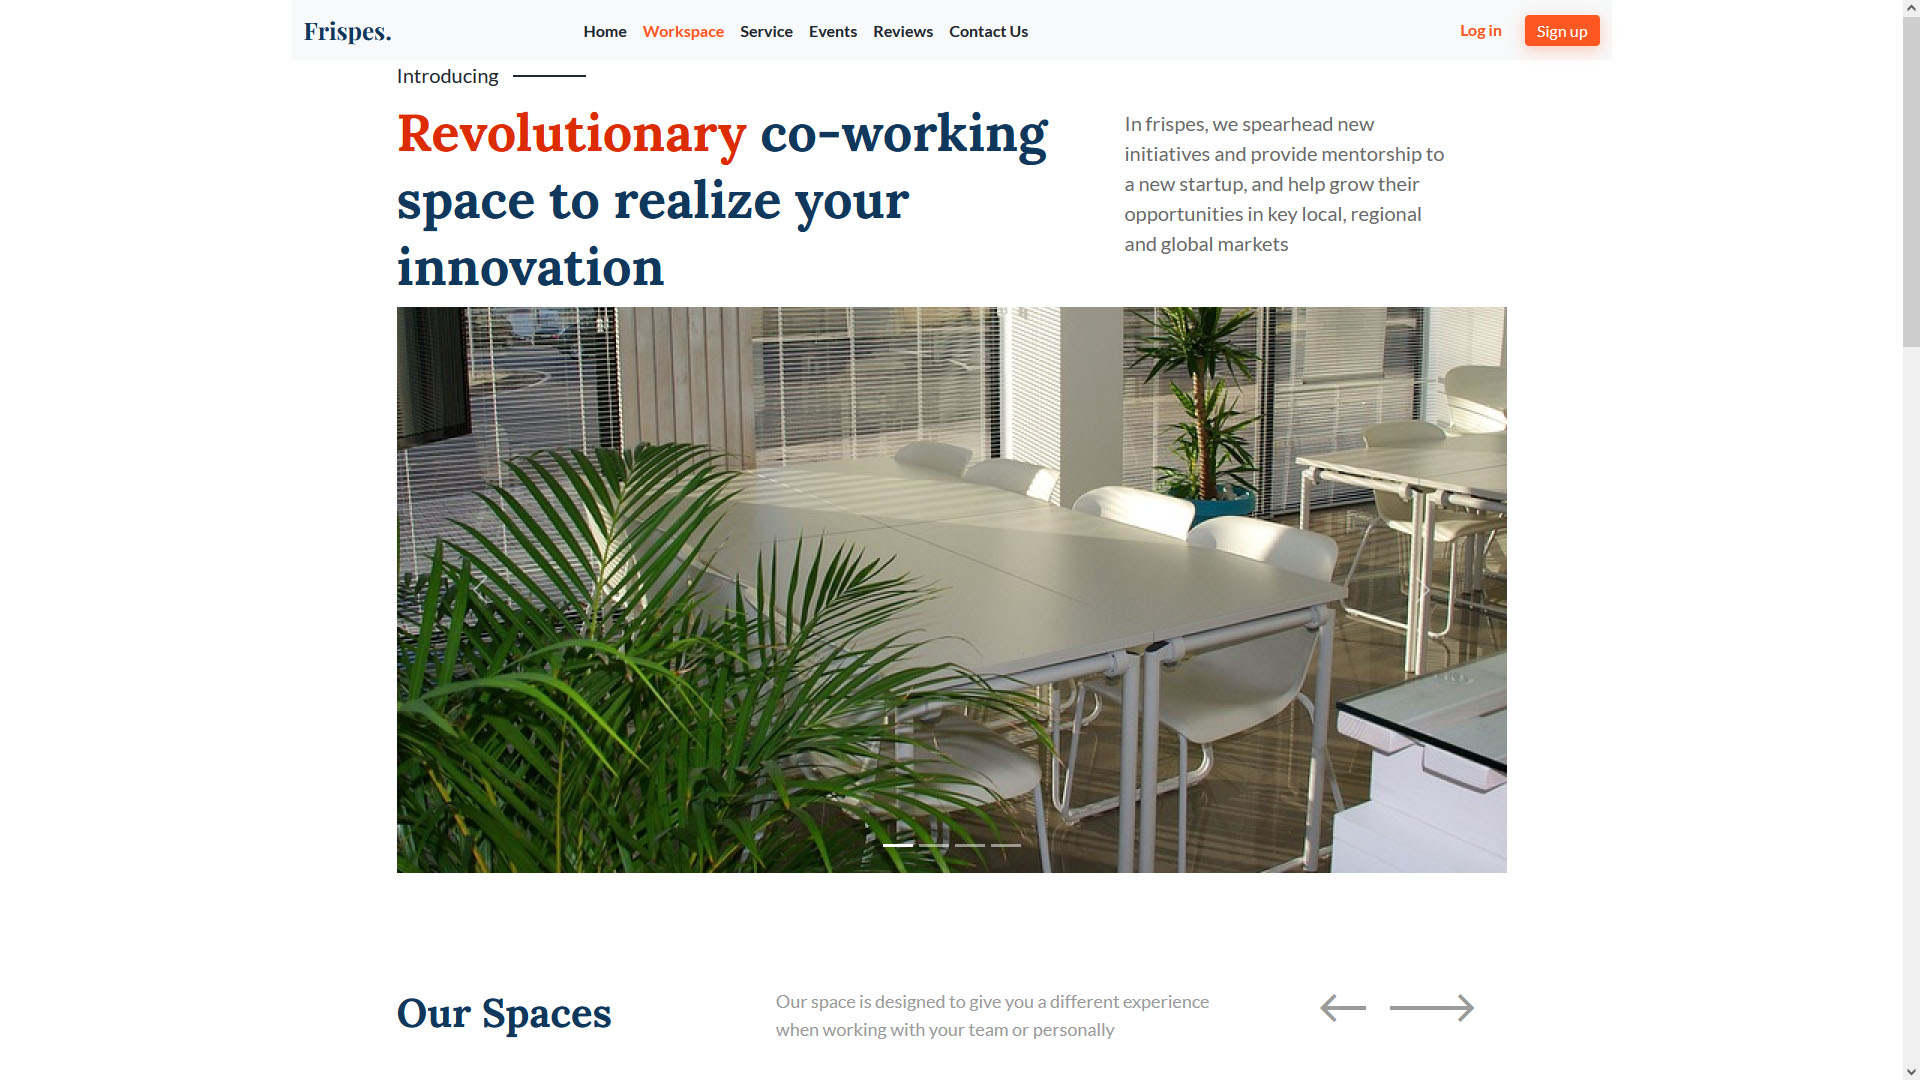 Frispes.
Home Workspace Service Events Reviews Contact Us
Log in
Sign up
Introducing
Revolutionary co-working
space to realize your
innovation
In frispes, we spearhead new
initiatives and provide mentorship to
a new startup, and help grow their
opportunities in key local, regional
and global markets
Our Spaces
Our space is designed to give you a different experience
when working with your team or personally